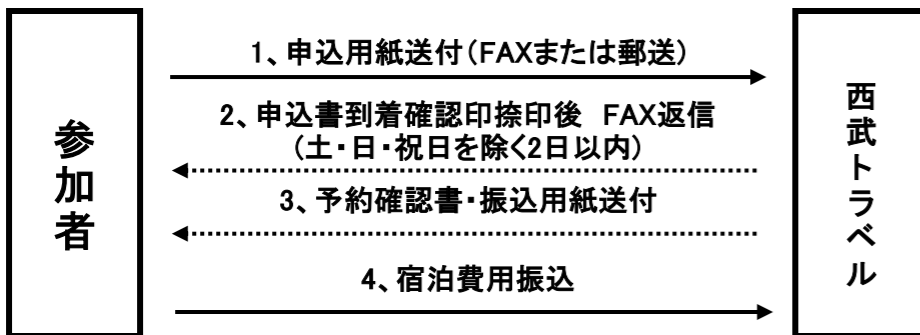 参加者
1、申込用紙送付(FAXまたは郵送)
2、申込書到着確認印捺印後　FAX返信
(土・日・祝日を除く2日以内)
3、予約確認書・振込用紙送付
4、宿泊費用振込
西武トラベル